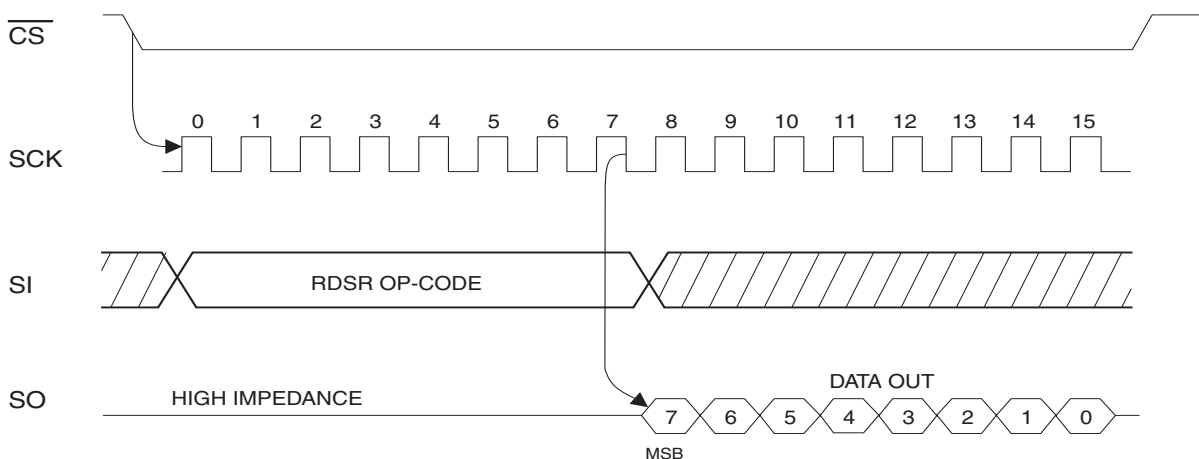 CS
0 1 2 3 4 5 6 7 8 9 10 11 12 13 14 15
SCK
SI RDSR OP-CODE
DATA OUT
SO HIGH IMPEDANCE 7 6 5 4 3 2 1 0
MSB